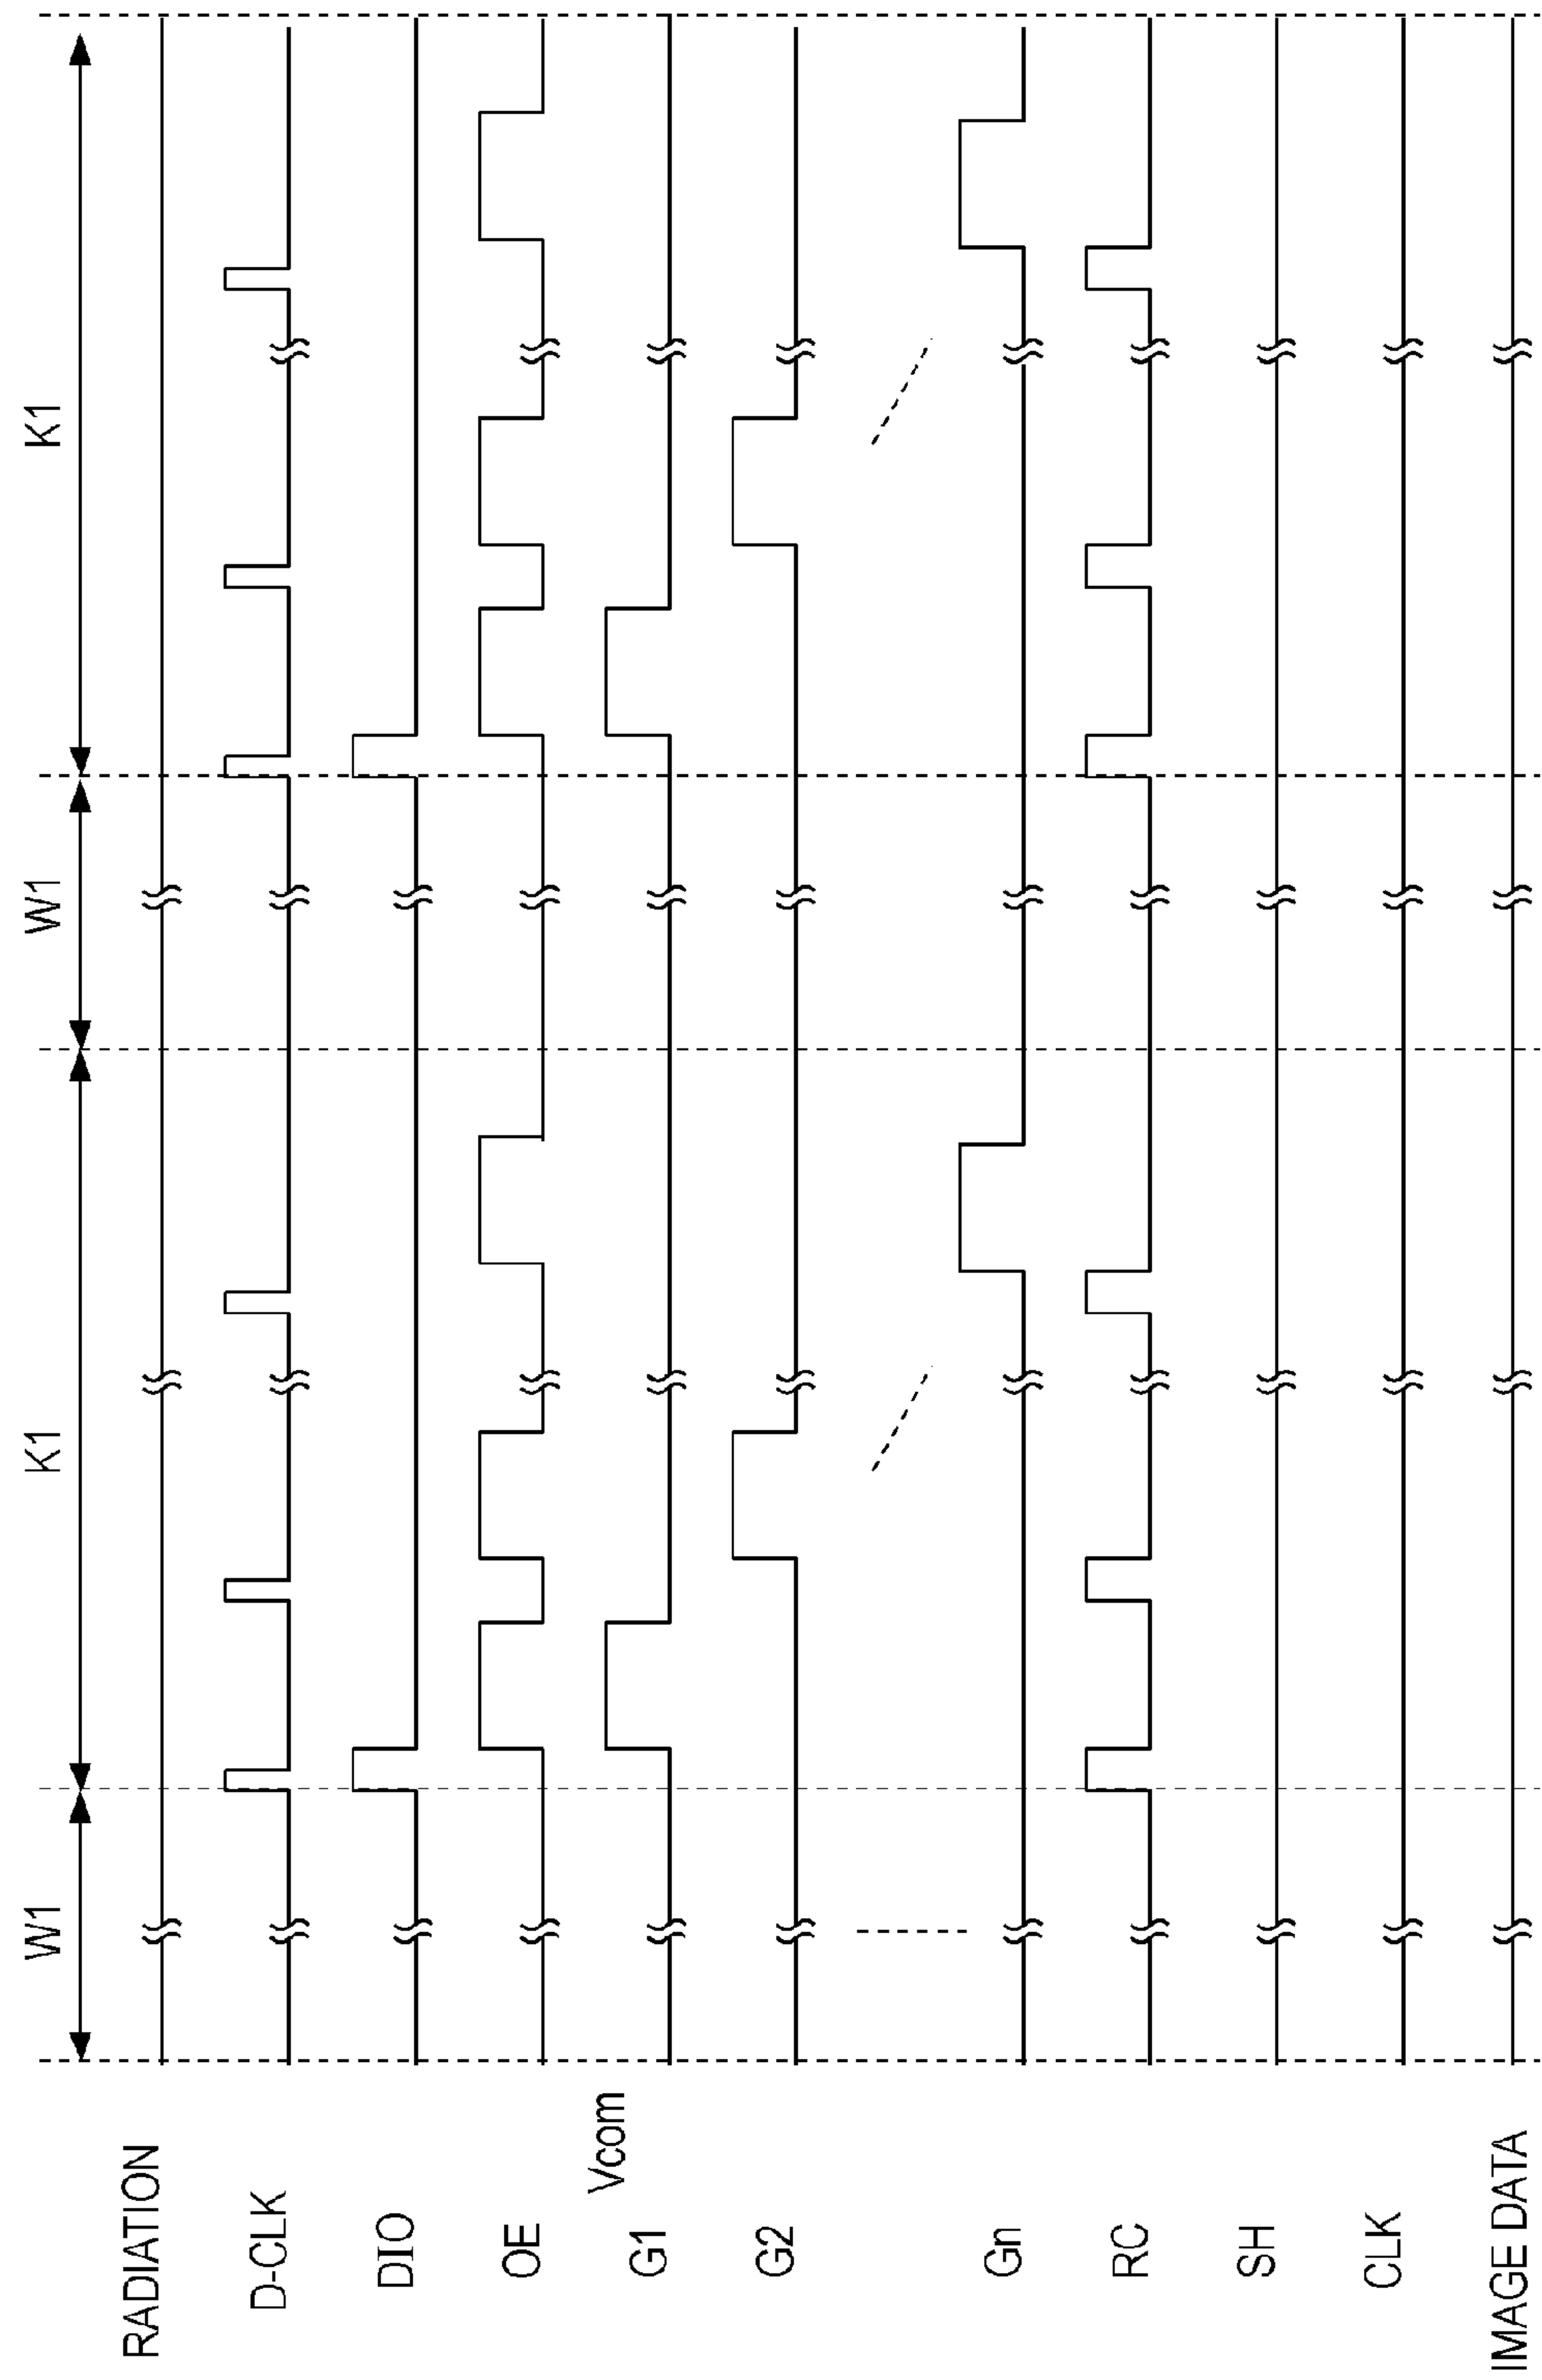 W1
K1
W1
K1
RADIATION
D-CLK
DIO
OE
Vcom
G1
G2
Gn
RC
SH
CLK
IMAGE DATA